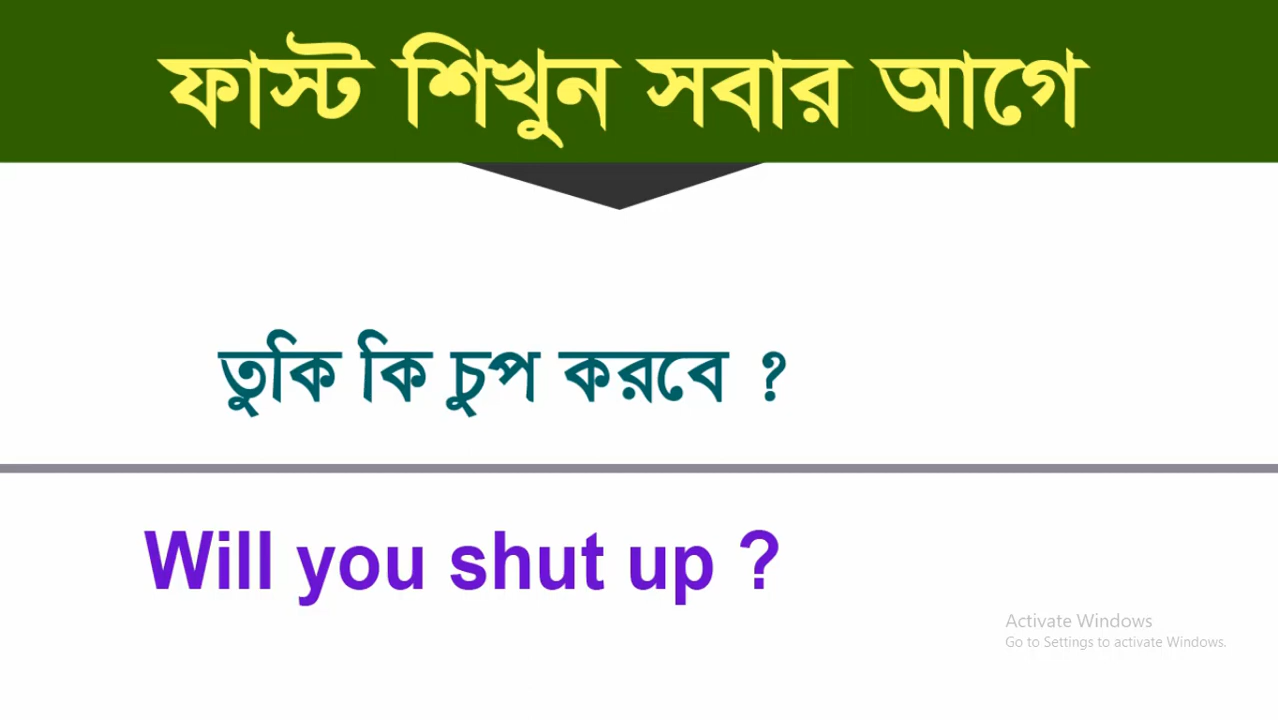 ফাস্ট শিখুন সবার আগে
তুকি কি চুপ করবে ?
Will you shut up ?
Activate Windows
Go to Settings to activate Windows.